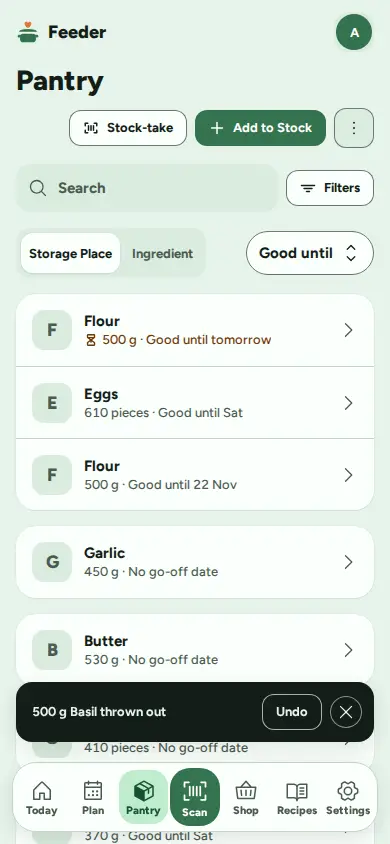 Feeder
A
Pantry
Stock-take
Add to Stock
Search
Filters
Storage Place
Ingredient
Good until
F
Flour
500 g · Good until tomorrow
E
Eggs
610 pieces · Good until Sat
F
Flour
500 g · Good until 22 Nov
G
Garlic
450 g · No go-off date
B
Butter
530 g · No go-off date
500 g Basil thrown out
Undo
410 pieces · No go-off date
Today
Plan
Pantry
Scan
Shop
Recipes
Settings
370 g · Good until Sat